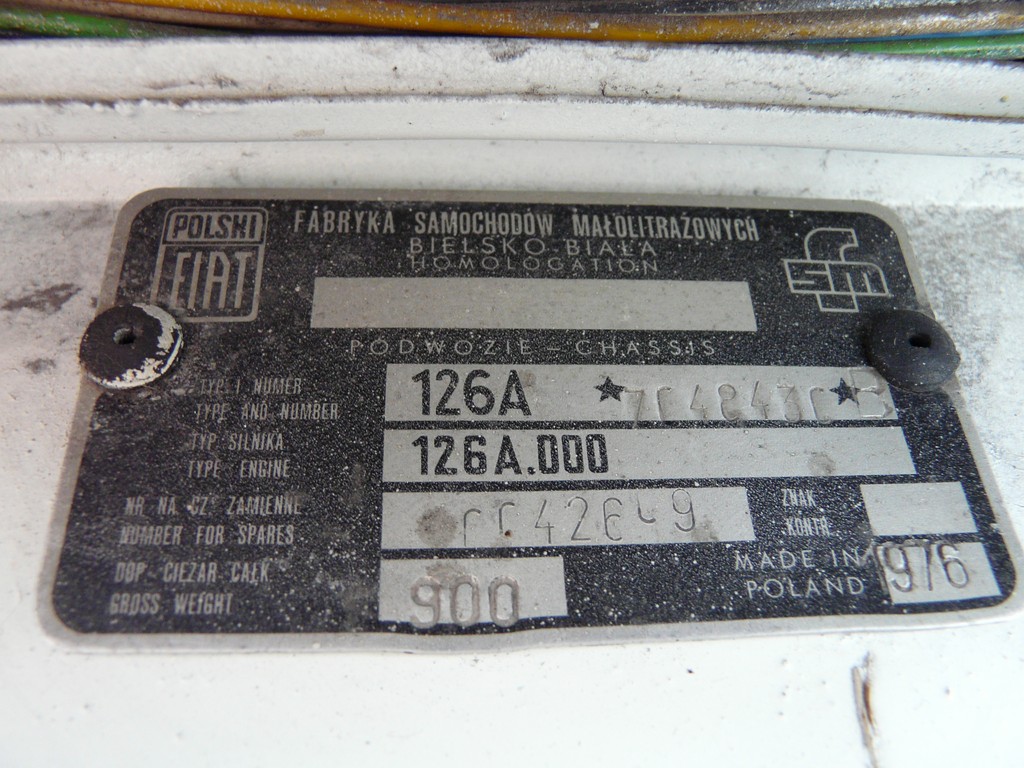 POLSKI
FIAT
FABRYKA SAMOCHODÓW MAŁOLITRAŻOWYCH
BIELSKO-BIAŁA
HOMOLOGATION
fsm
PODWOZIE - CHASSIS
TYP I NUMER
TYPE AND NUMBER
126A
TYP SILNIKA
TYPE ENGINE
126A.000
NR NA CZ. ZAMIENNE
NUMBER FOR SPARES
ZNAK
KONTR.
DOP. CIĘŻAR CAŁK.
GROSS WEIGHT
900
MADE IN
POLAND